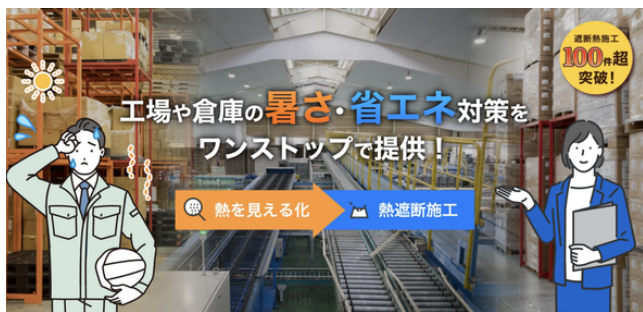 遮断熱施工
100件超
突破！
工場や倉庫の暑さ・省エネ対策を
ワンストップで提供！
熱を見える化
熱遮断施工